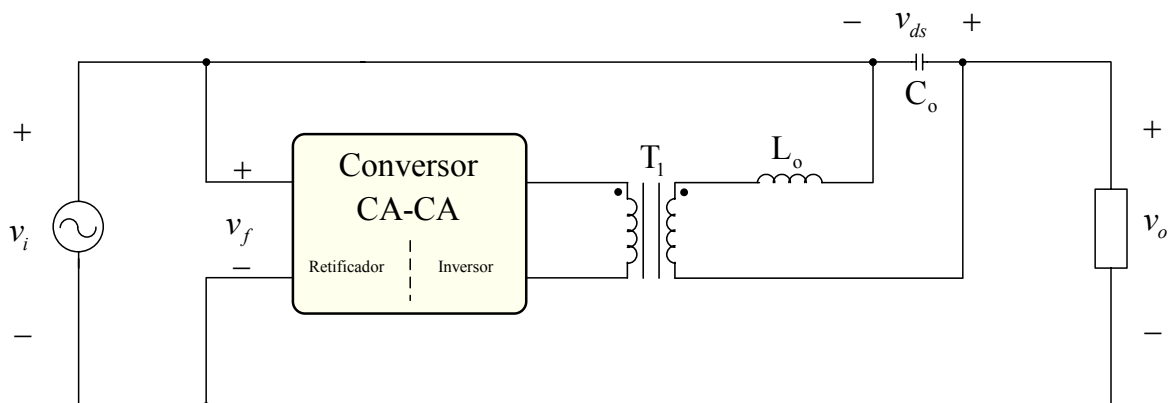 − v_ds +
C_o
+ v_i −
+ v_f −
Conversor
CA-CA
Retificador Inversor
T_1
L_o
+ v_o −